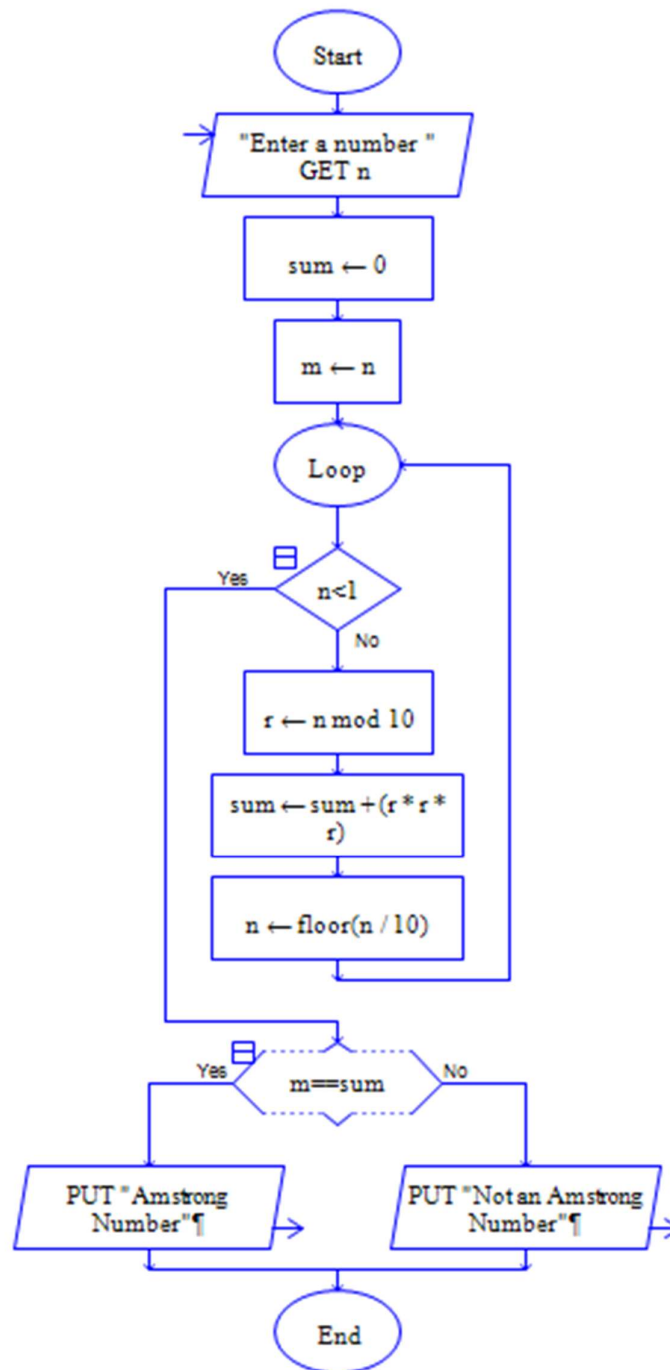 Start
"Enter a number "
GET n
sum ← 0
m ← n
Loop
Yes
n<1
No
r ← n mod 10
sum ← sum + (r * r *
r)
n ← floor(n / 10)
Yes
m==sum
No
PUT "Amstrong
Number"¶
PUT "Not an Amstrong
Number"¶
End